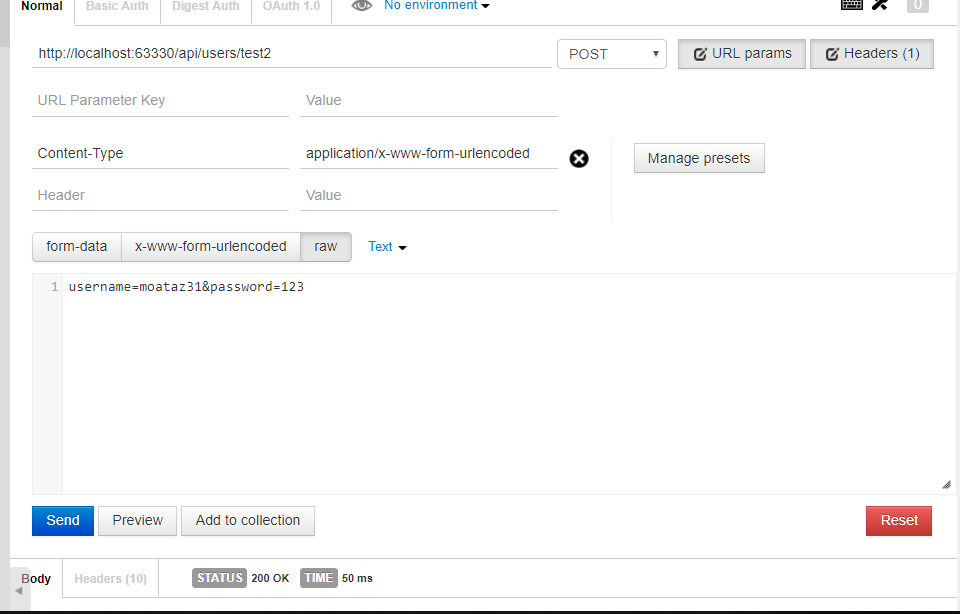 Normal Basic Auth Digest Auth OAuth 1.0 No environment 0
http://localhost:63330/api/users/test2 POST URL params Headers (1)
URL Parameter Key Value
Content-Type application/x-www-form-urlencoded Manage presets
Header Value
form-data x-www-form-urlencoded raw Text
1 username=moataz31&password=123
Send Preview Add to collection Reset
Body Headers (10) STATUS 200 OK TIME 50 ms